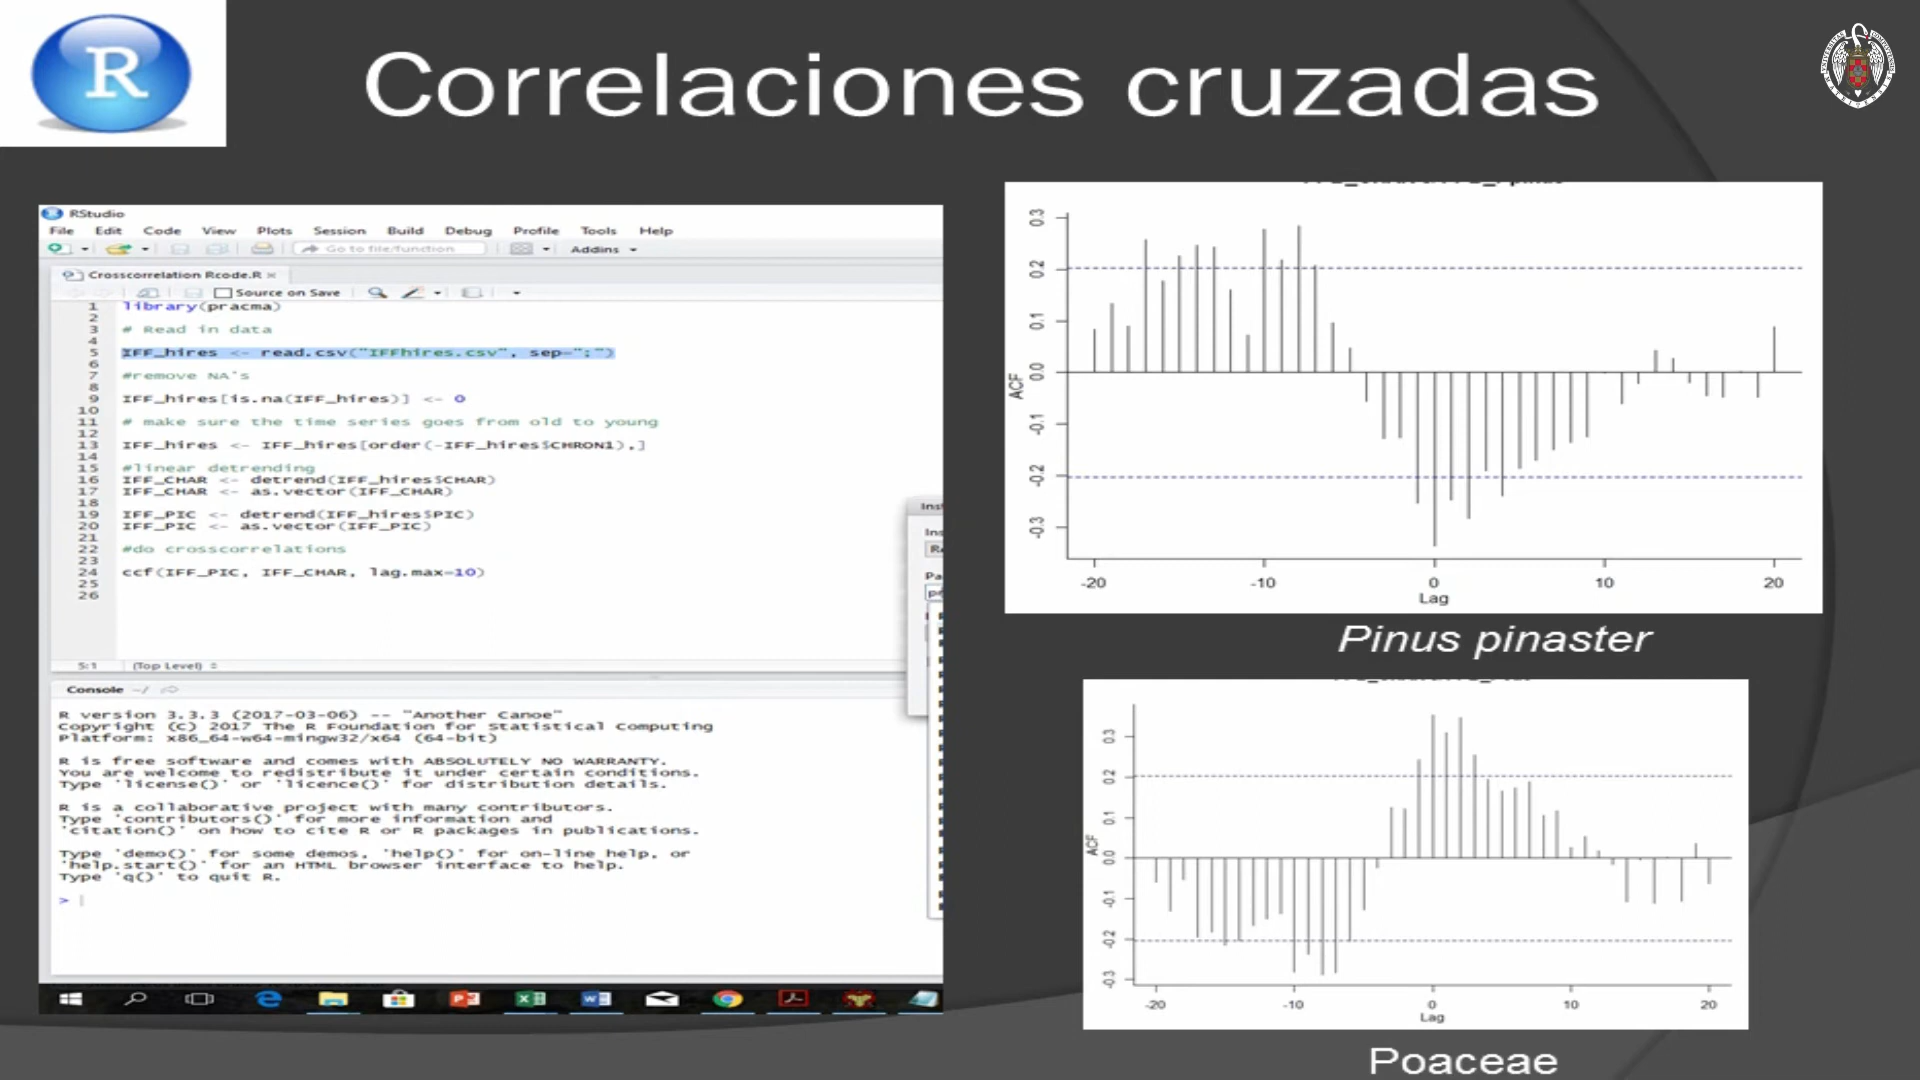 R
Correlaciones cruzadas
RStudio
File Edit Code View Plots Session Build Debug Profile Tools Help
Go to file/function Addins
Crosscorrelation Rcode.R
Source on Save
1 library(pracma)
2
3 # Read in data
4
5 IFF_hires <- read.csv("IFFhires.csv", sep=";")
6
7 #remove NA's
8
9 IFF_hires[is.na(IFF_hires)] <- 0
10
11 # make sure the time series goes from old to young
12
13 IFF_hires <- IFF_hires[order(-IFF_hires$CHRON1),]
14
15 #linear detrending
16 IFF_CHAR <- detrend(IFF_hires$CHAR)
17 IFF_CHAR <- as.vector(IFF_CHAR)
18
19 IFF_PIC <- detrend(IFF_hires$PIC)
20 IFF_PIC <- as.vector(IFF_PIC)
21
22 #do crosscorrelations
23
24 ccf(IFF_PIC, IFF_CHAR, lag.max=10)
25
26
5:1 (Top Level)
Console ~/
R version 3.3.3 (2017-03-06) -- "Another Canoe"
Copyright (C) 2017 The R Foundation for Statistical Computing
Platform: x86_64-w64-mingw32/x64 (64-bit)
R is free software and comes with ABSOLUTELY NO WARRANTY.
You are welcome to redistribute it under certain conditions.
Type 'license()' or 'licence()' for distribution details.
R is a collaborative project with many contributors.
Type 'contributors()' for more information and
'citation()' on how to cite R or R packages in publications.
Type 'demo()' for some demos, 'help()' for on-line help, or
'help.start()' for an HTML browser interface to help.
Type 'q()' to quit R.
>
ACF
0.3
0.2
0.1
0.0
-0.1
-0.2
-0.3
-20 -10 0 10 20
Lag
Pinus pinaster
ACF
0.3
0.2
0.1
0.0
-0.1
-0.2
-0.3
-20 -10 0 10 20
Lag
Poaceae